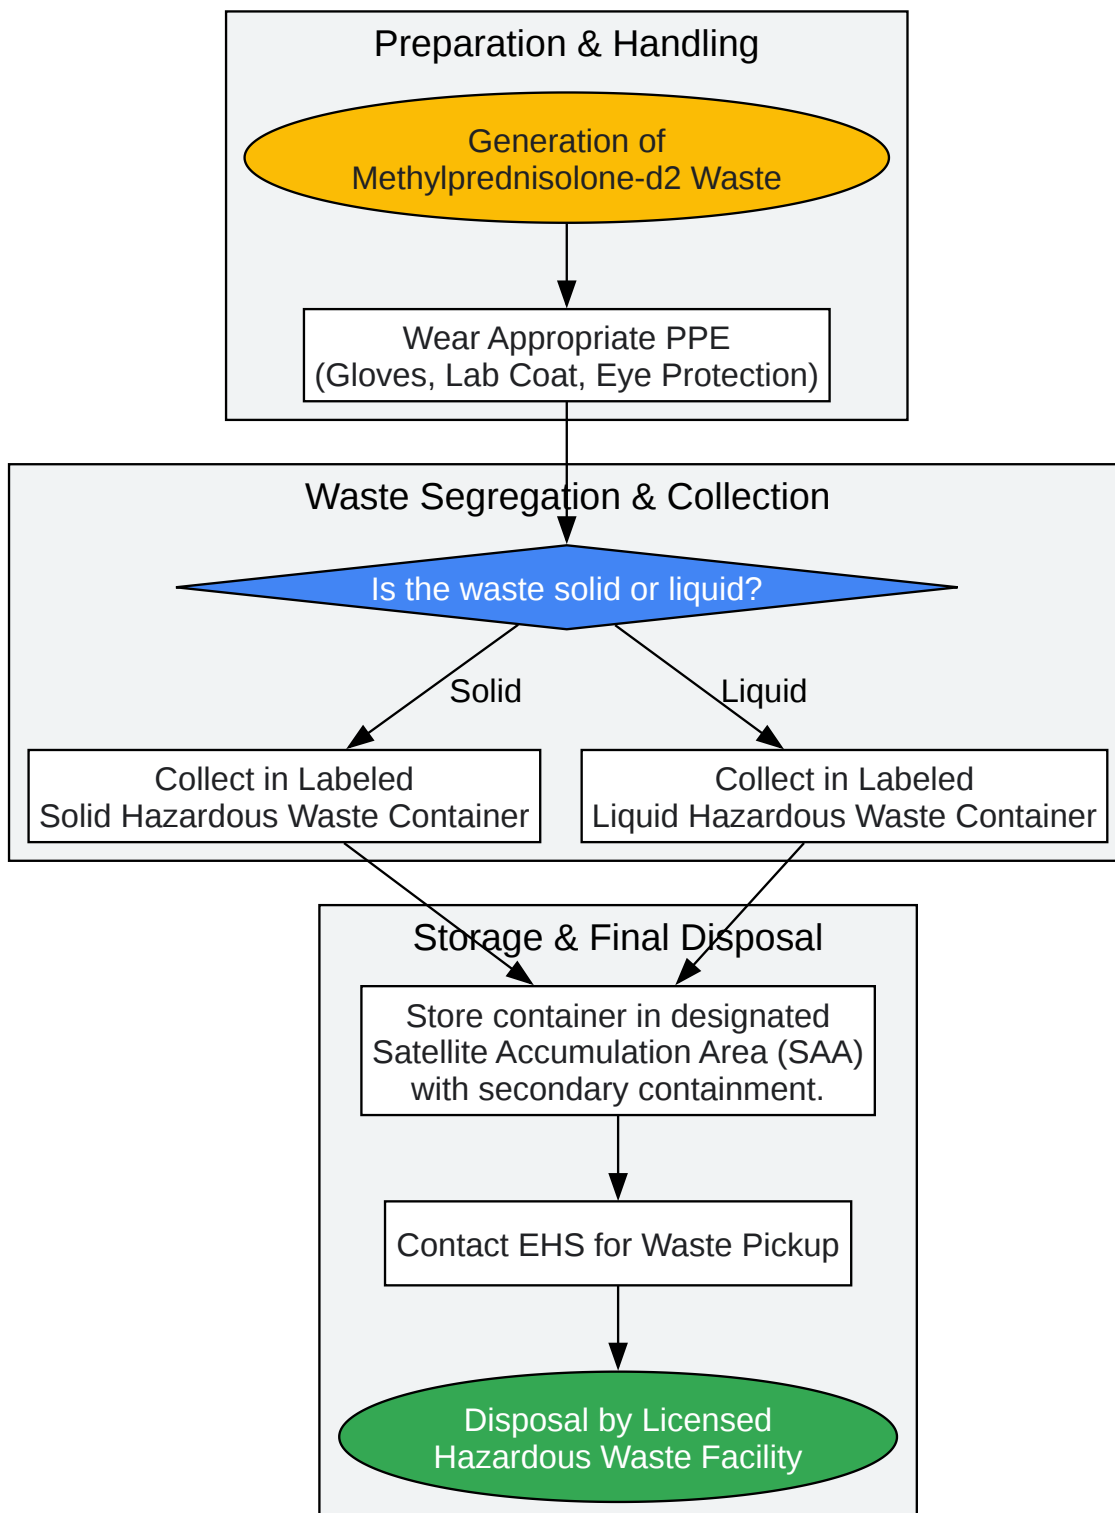 Preparation & Handling
Generation of
Methylprednisolone-d2 Waste
Wear Appropriate PPE
(Gloves, Lab Coat, Eye Protection)
Waste Segregation & Collection
Is the waste solid or liquid?
Solid
Liquid
Collect in Labeled
Solid Hazardous Waste Container
Collect in Labeled
Liquid Hazardous Waste Container
Storage & Final Disposal
Store container in designated
Satellite Accumulation Area (SAA)
with secondary containment.
Contact EHS for Waste Pickup
Disposal by Licensed
Hazardous Waste Facility